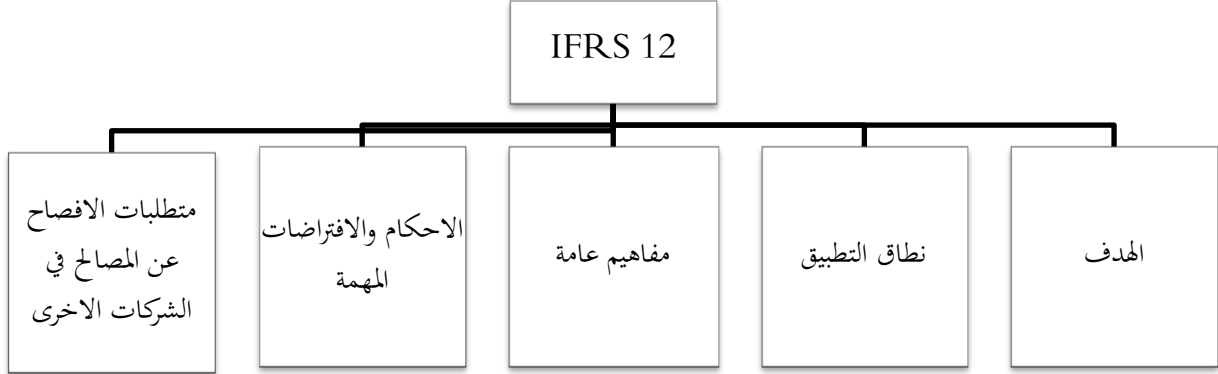 IFRS 12
الهدف
نطاق التطبيق
مفاهيم عامة
الاحكام والافتراضات
المهمة
متطلبات الافصاح
عن المصالح في
الشركات الاخرى